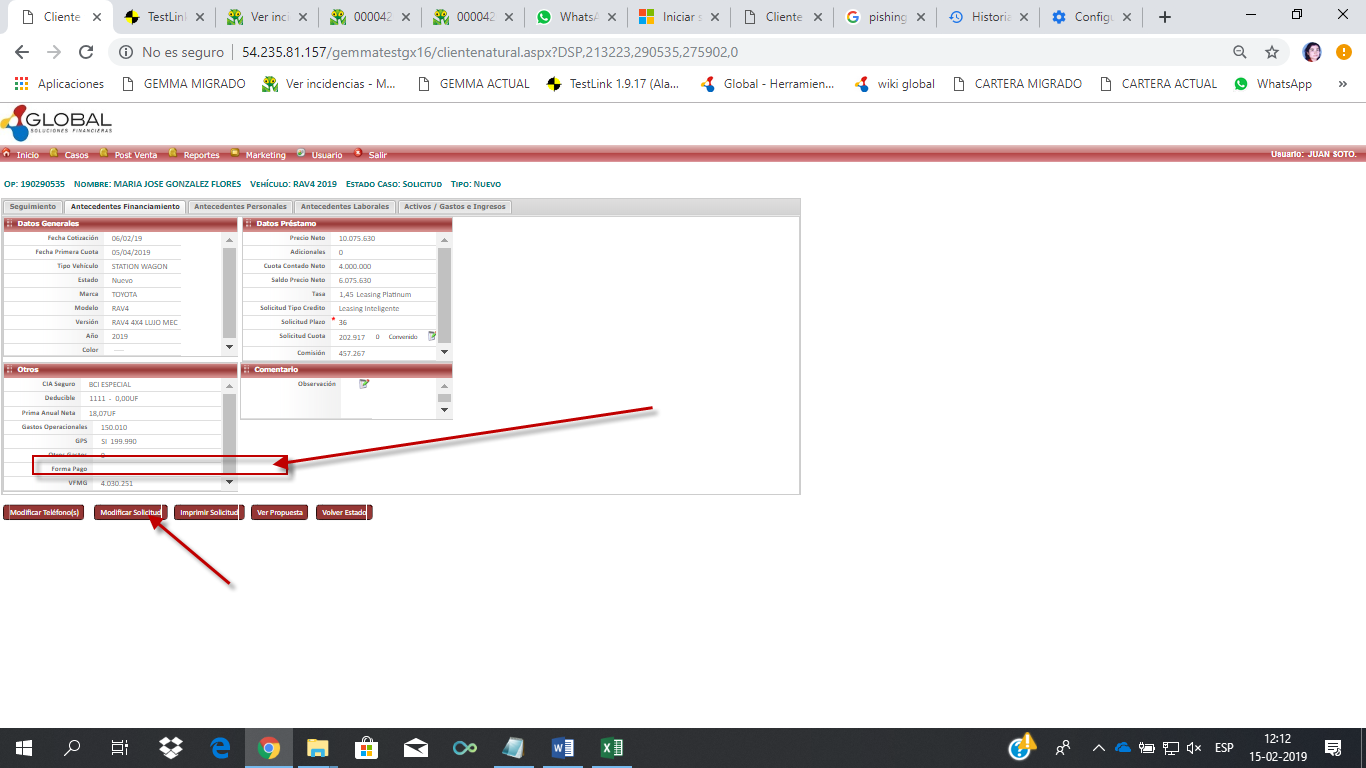 Cliente TestLink Ver inci 000042 000042 WhatsA Iniciar s Cliente pishing Historia Configu
No es seguro 54.235.81.157/gemmatestgx16/clientenatural.aspx?DSP,213223,290535,275902,0
Aplicaciones GEMMA MIGRADO Ver incidencias - M... GEMMA ACTUAL TestLink 1.9.17 (Ala... Global - Herramien... wiki global CARTERA MIGRADO CARTERA ACTUAL WhatsApp »
GLOBAL
SOLUCIONES FINANCIERAS
Inicio Casos Post Venta Reportes Marketing Usuario Salir Usuario: JUAN SOTO.
Op: 190290535 Nombre: MARIA JOSE GONZALEZ FLORES Vehículo: RAV4 2019 Estado Caso: Solicitud Tipo: Nuevo
Seguimiento Antecedentes Financiamiento Antecedentes Personales Antecedentes Laborales Activos / Gastos e Ingresos
Datos Generales
Fecha Cotización 06/02/19
Fecha Primera Cuota 05/04/2019
Tipo Vehículo STATION WAGON
Estado Nuevo
Marca TOYOTA
Modelo RAV4
Versión RAV4 4X4 LUJO MEC
Año 2019
Color ----
Datos Préstamo
Precio Neto 10.075.630
Adicionales 0
Cuota Contado Neto 4.000.000
Saldo Precio Neto 6.075.630
Tasa 1,45 Leasing Platinum
Solicitud Tipo Credito Leasing Inteligente
Solicitud Plazo * 36
Solicitud Cuota 202.917 0 Convenido
Comisión 457.267
Otros
CIA Seguro BCI ESPECIAL
Deducible 1111 - 0,00UF
Prima Anual Neta 18,07UF
Gastos Operacionales 150.010
GPS SI 199.990
Otros Gastos 0
Forma Pago
VFMG 4.030.251
Comentario
Observación
Modificar Teléfono(s) Modificar Solicitud Imprimir Solicitud Ver Propuesta Volver Estado
ESP
12:12
15-02-2019